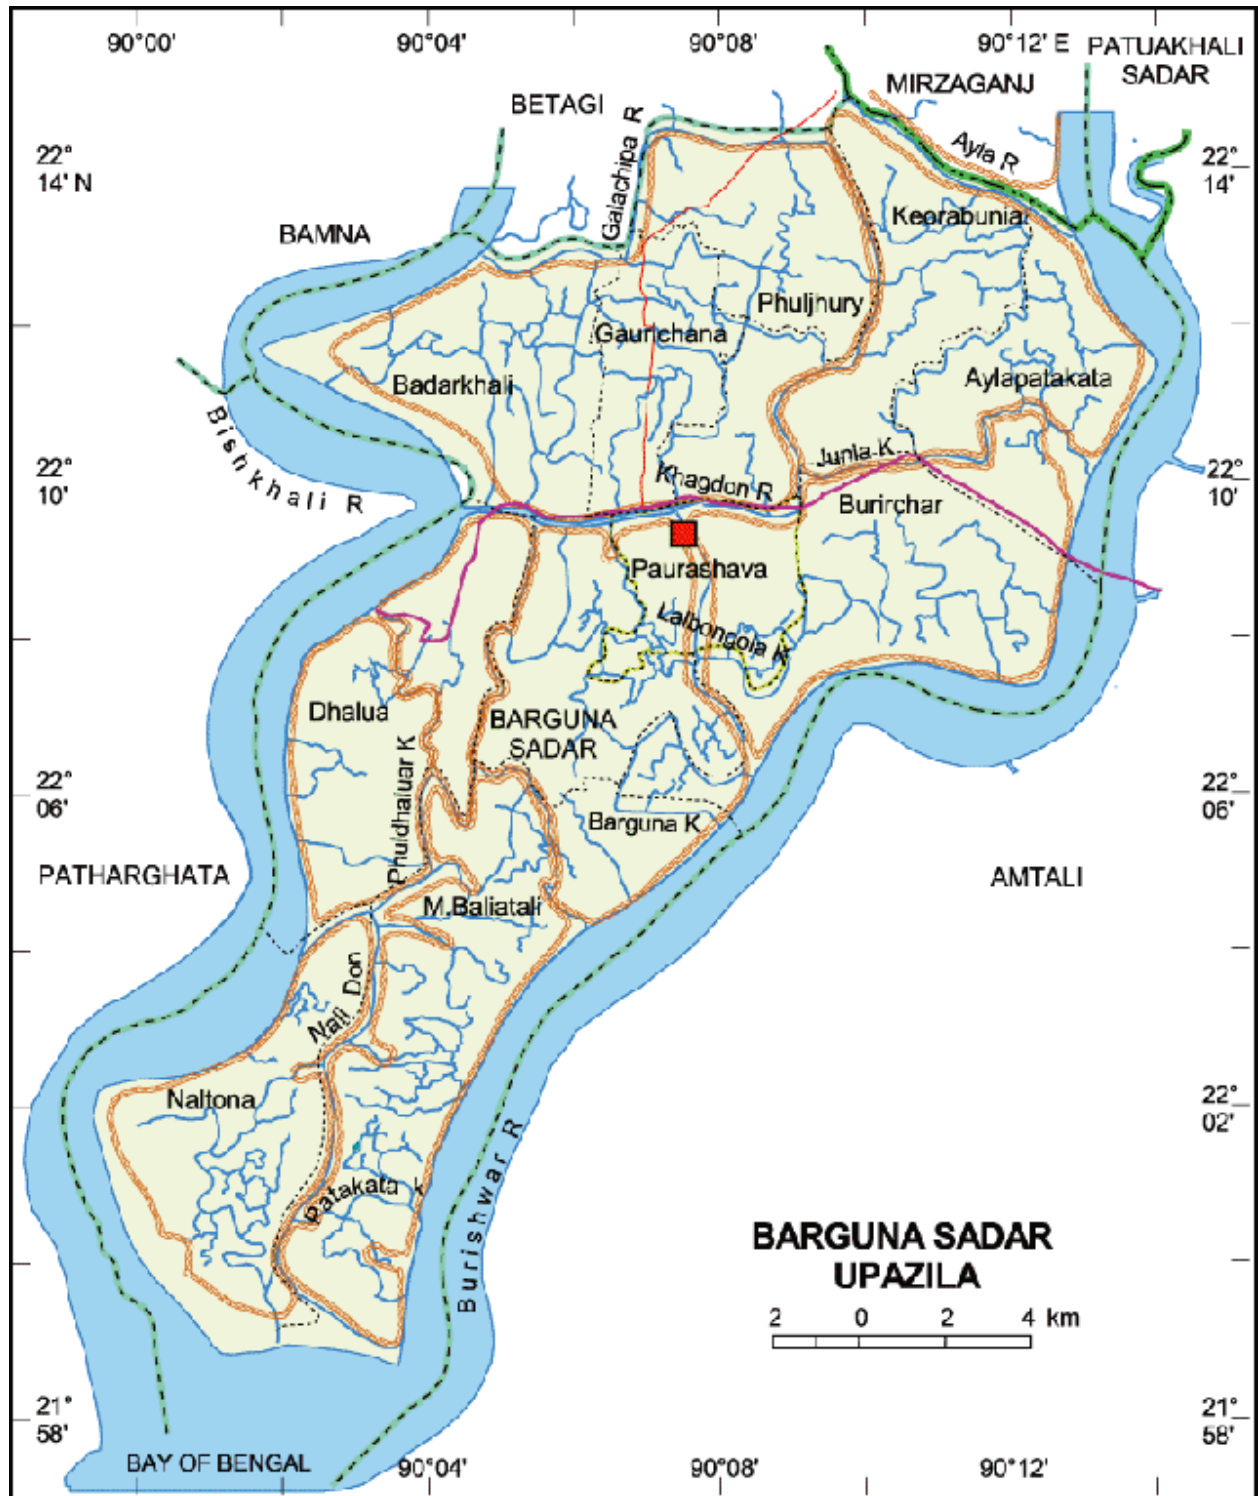 90°00'
90°04'
90°08'
90°12' E
PATUAKHALI
SADAR
MIRZAGANJ
BETAGI
Galachipa R
Ayla R
22°
14' N
22°
14'
Keorabunia
BAMNA
Phuljhury
Gaurichana
Badarkhali
Aylapatakata
Bishkhali R
Junla K
22°
10'
Khagdon R
22°
10'
Burirchar
Paurashava
Lalbongola K
Dhalua
BARGUNA
SADAR
Phuldhaluar K
22°
06'
22°
06'
Barguna K
PATHARGHATA
AMTALI
M.Baliatali
Nali Don
Naltona
22°
02'
Patakata K
Burishwar R
BARGUNA SADAR
UPAZILA
2 0 2 4 km
21°
58'
21°
58'
BAY OF BENGAL
90°04'
90°08'
90°12'